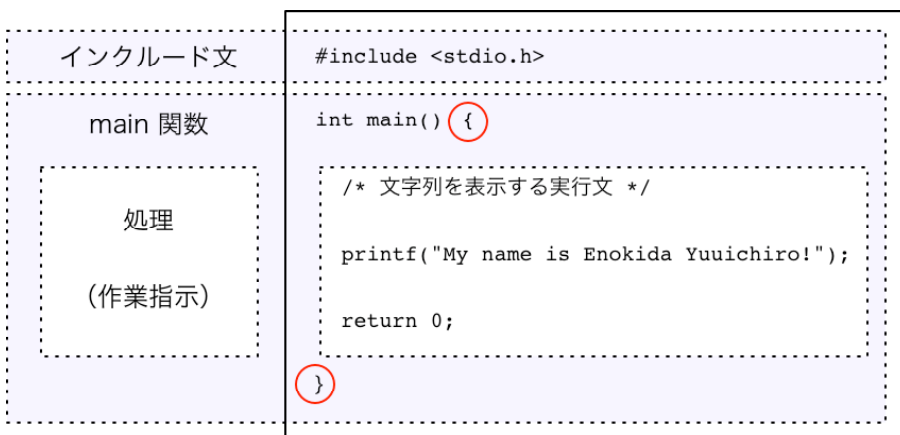 インクルード文 #include <stdio.h>
main 関数 int main() {
/* 文字列を表示する実行文 */
処理
printf("My name is Enokida Yuuichiro!");
（作業指示）
return 0;
}